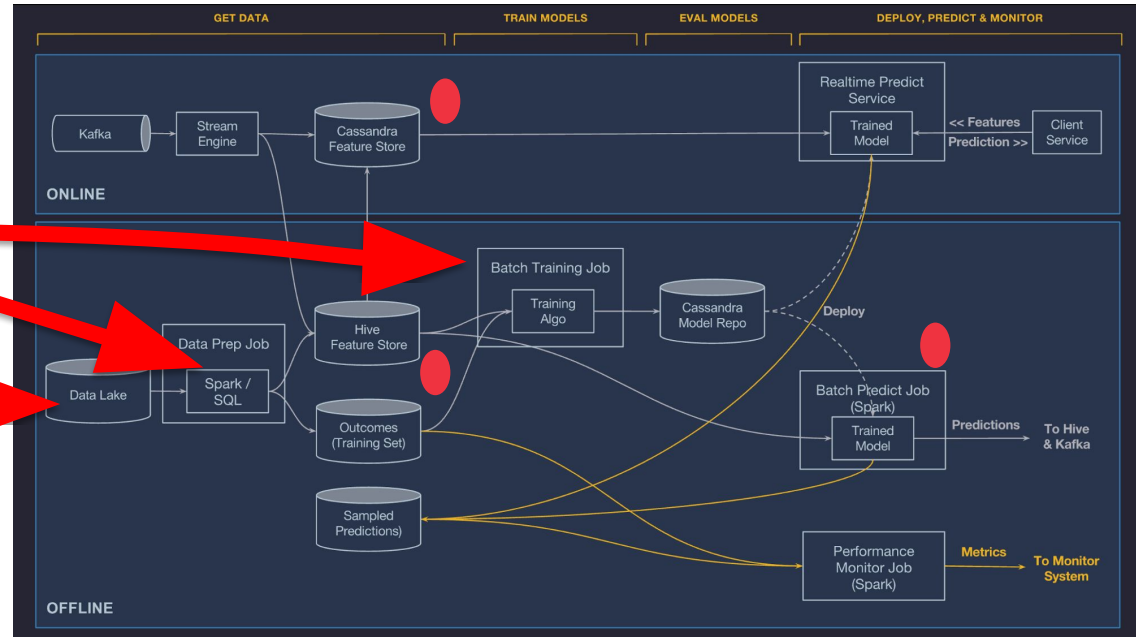 GET DATA
TRAIN MODELS
EVAL MODELS
DEPLOY, PREDICT & MONITOR
Kafka
Stream
Engine
Cassandra
Feature Store
Realtime Predict
Service
Trained
Model
<< Features
Prediction >>
Client
Service
ONLINE
Batch Training Job
Training
Algo
Cassandra
Model Repo
Deploy
Hive
Feature Store
Data Prep Job
Spark /
SQL
Data Lake
Outcomes
(Training Set)
Batch Predict Job
(Spark)
Trained
Model
Predictions
To Hive
& Kafka
Sampled
Predictions)
Performance
Monitor Job
(Spark)
Metrics
To Monitor
System
OFFLINE